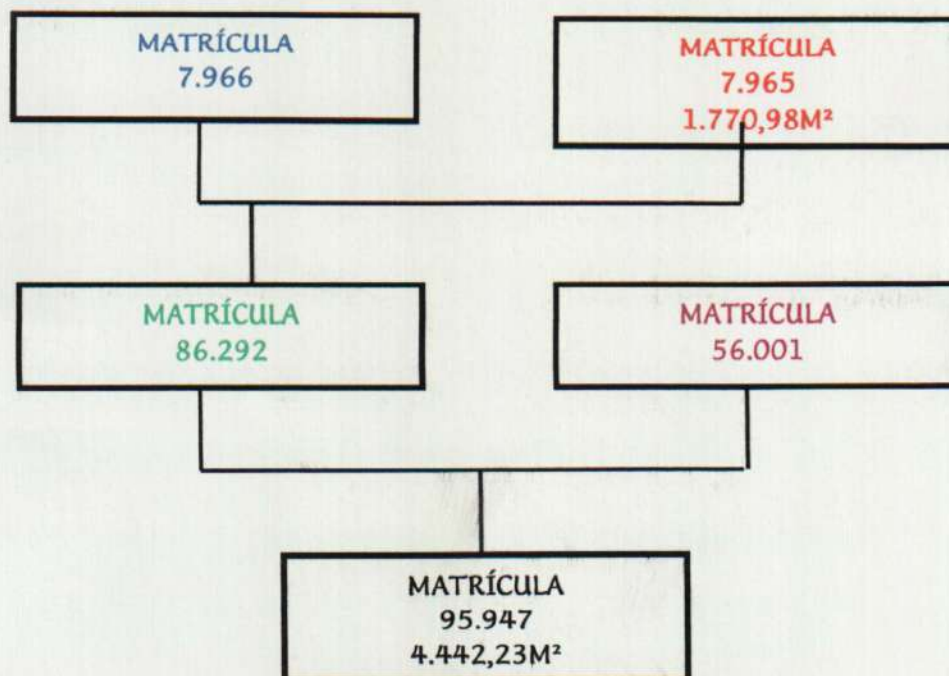 MATRÍCULA
7.966
MATRÍCULA
7.965
1.770,98M²
MATRÍCULA
86.292
MATRÍCULA
56.001
MATRÍCULA
95.947
4.442,23M²